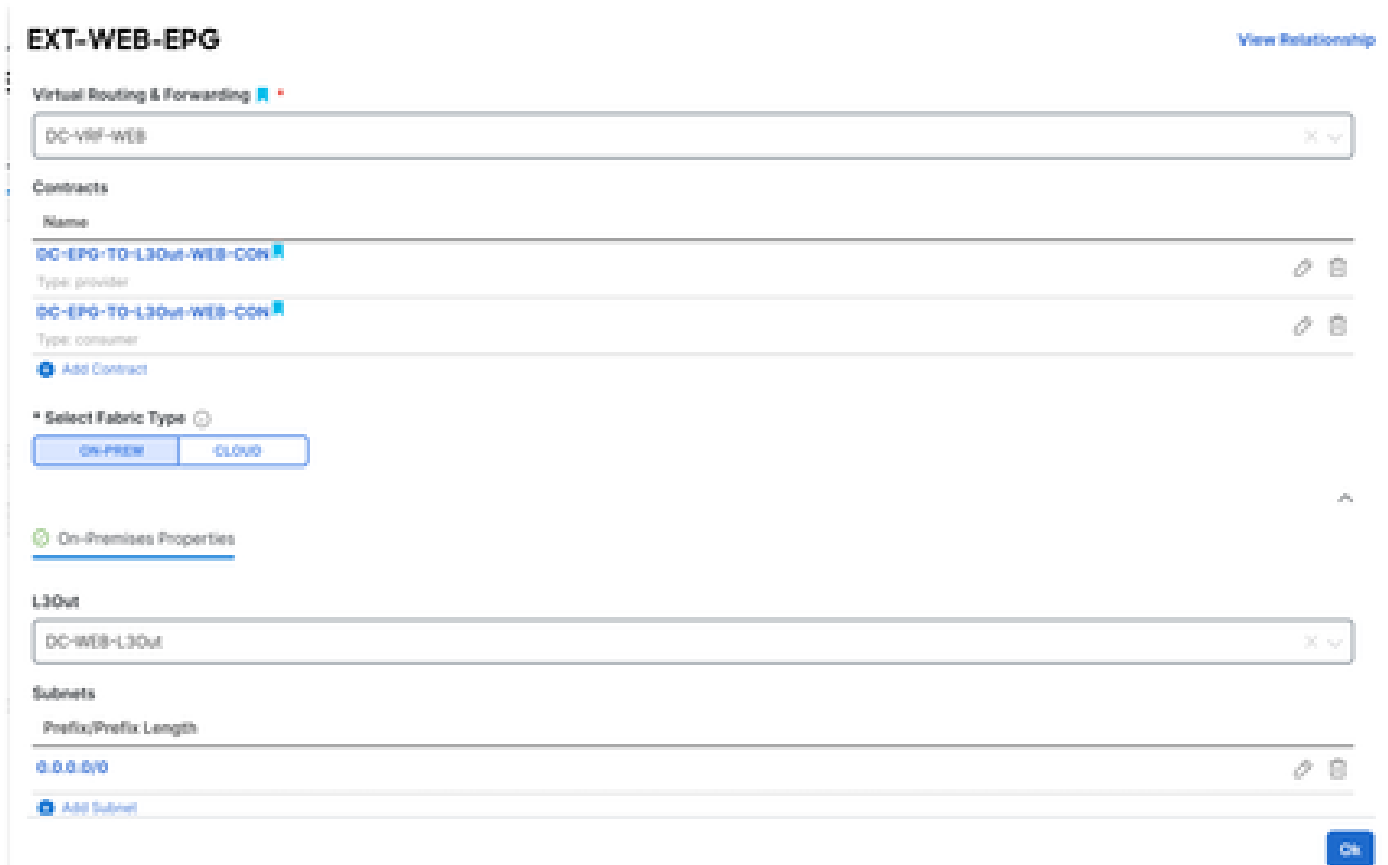 EXT-WEB-EPG
View Relationship
Virtual Routing & Forwarding *
DC-VRF-WEB
Contracts
Name
DC-EPG-TO-L3Out-WEB-CON
Type: provider
DC-EPG-TO-L3Out-WEB-CON
Type: consumer
Add Contract
* Select Fabric Type
ON-PREM CLOUD
On-Premises Properties
L3Out
DC-WEB-L3Out
Subnets
Prefix/Prefix Length
0.0.0.0/0
Add Subnet
Ok